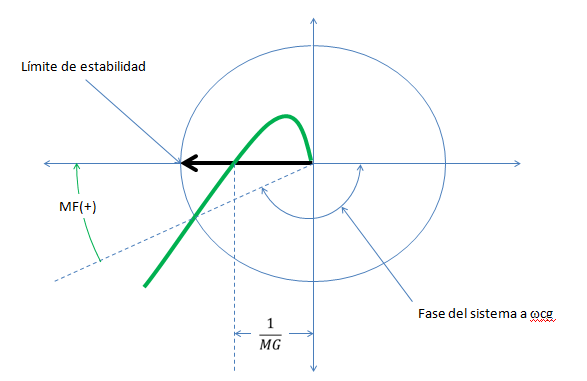 Límite de estabilidad
MF(+)
Fase del sistema a ωcg
1
MG